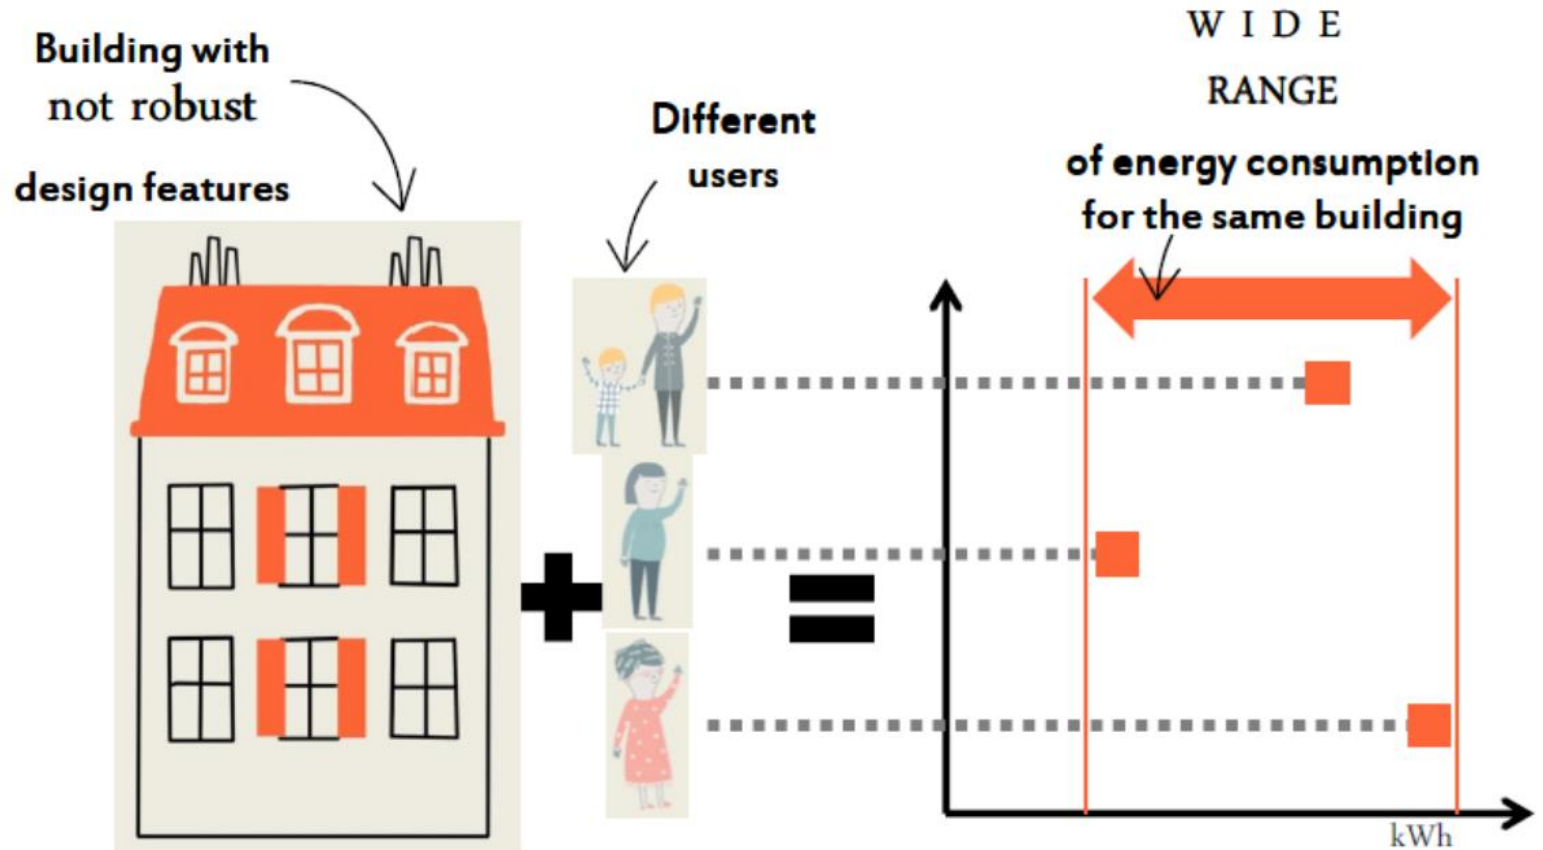 Building with
not robust
design features
Different
users
W I D E
RANGE
of energy consumption
for the same building
kWh